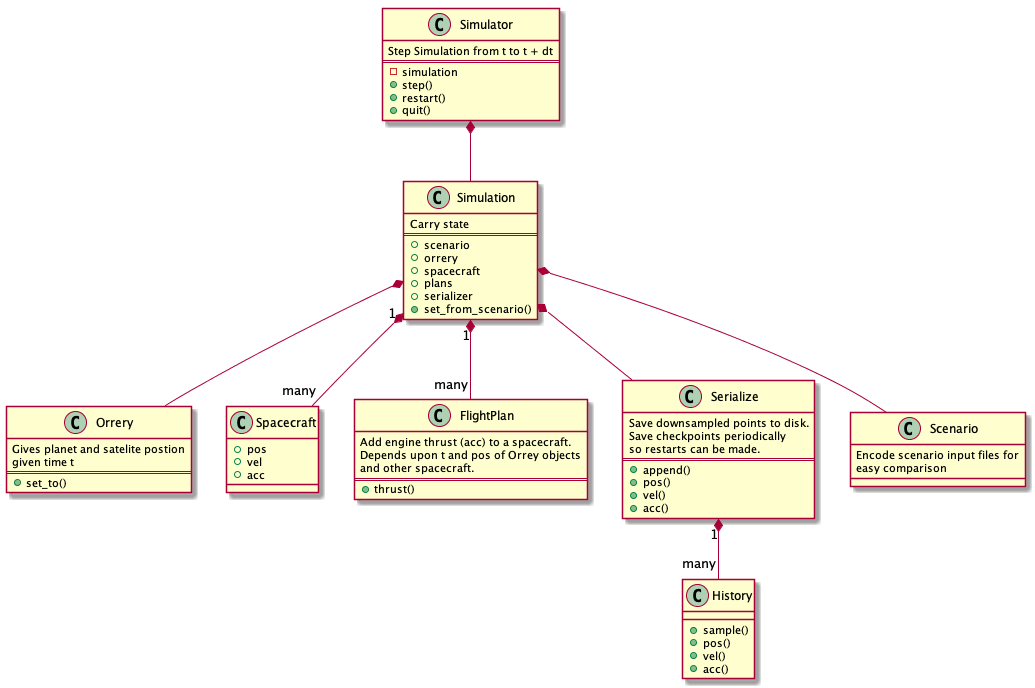 C Simulator
Step Simulation from t to t + dt
simulation
step()
restart()
quit()
C Simulation
Carry state
scenario
orrery
spacecraft
plans
serializer
set_from_scenario()
1
1
many
many
C Orrery
Gives planet and satelite postion
given time t
set_to()
C Spacecraft
pos
vel
acc
C FlightPlan
Add engine thrust (acc) to a spacecraft.
Depends upon t and pos of Orrey objects
and other spacecraft.
thrust()
C Serialize
Save downsampled points to disk.
Save checkpoints periodically
so restarts can be made.
append()
pos()
vel()
acc()
C Scenario
Encode scenario input files for
easy comparison
1
many
C History
sample()
pos()
vel()
acc()